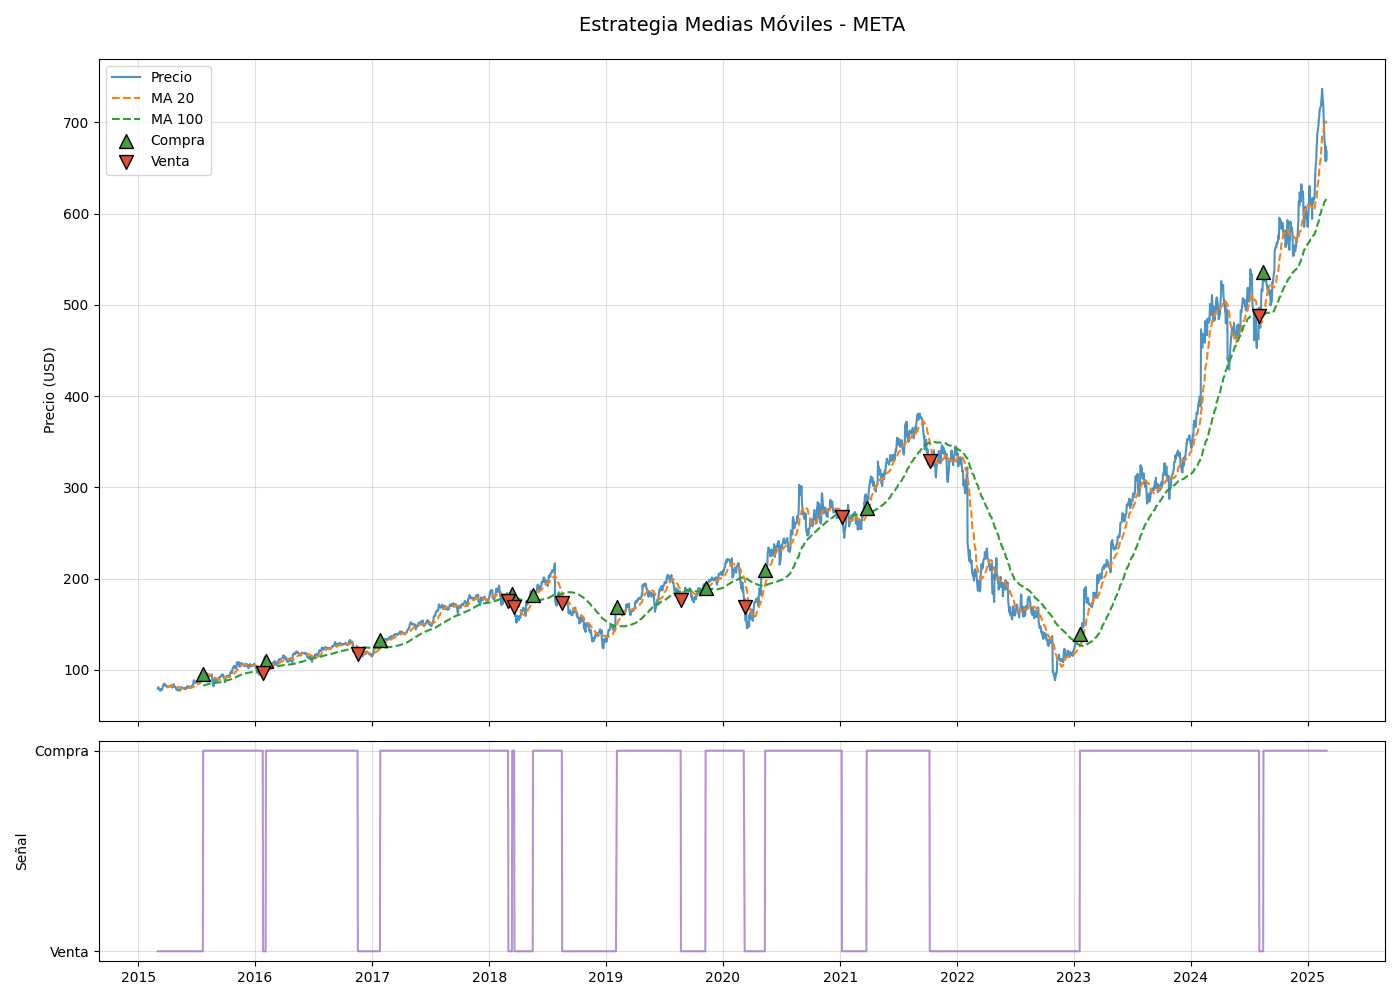 Estrategia Medias Móviles - META
Precio
MA 20
MA 100
Compra
Venta
Precio (USD)
700
600
500
400
300
200
100
Señal
Compra
Venta
2015 2016 2017 2018 2019 2020 2021 2022 2023 2024 2025